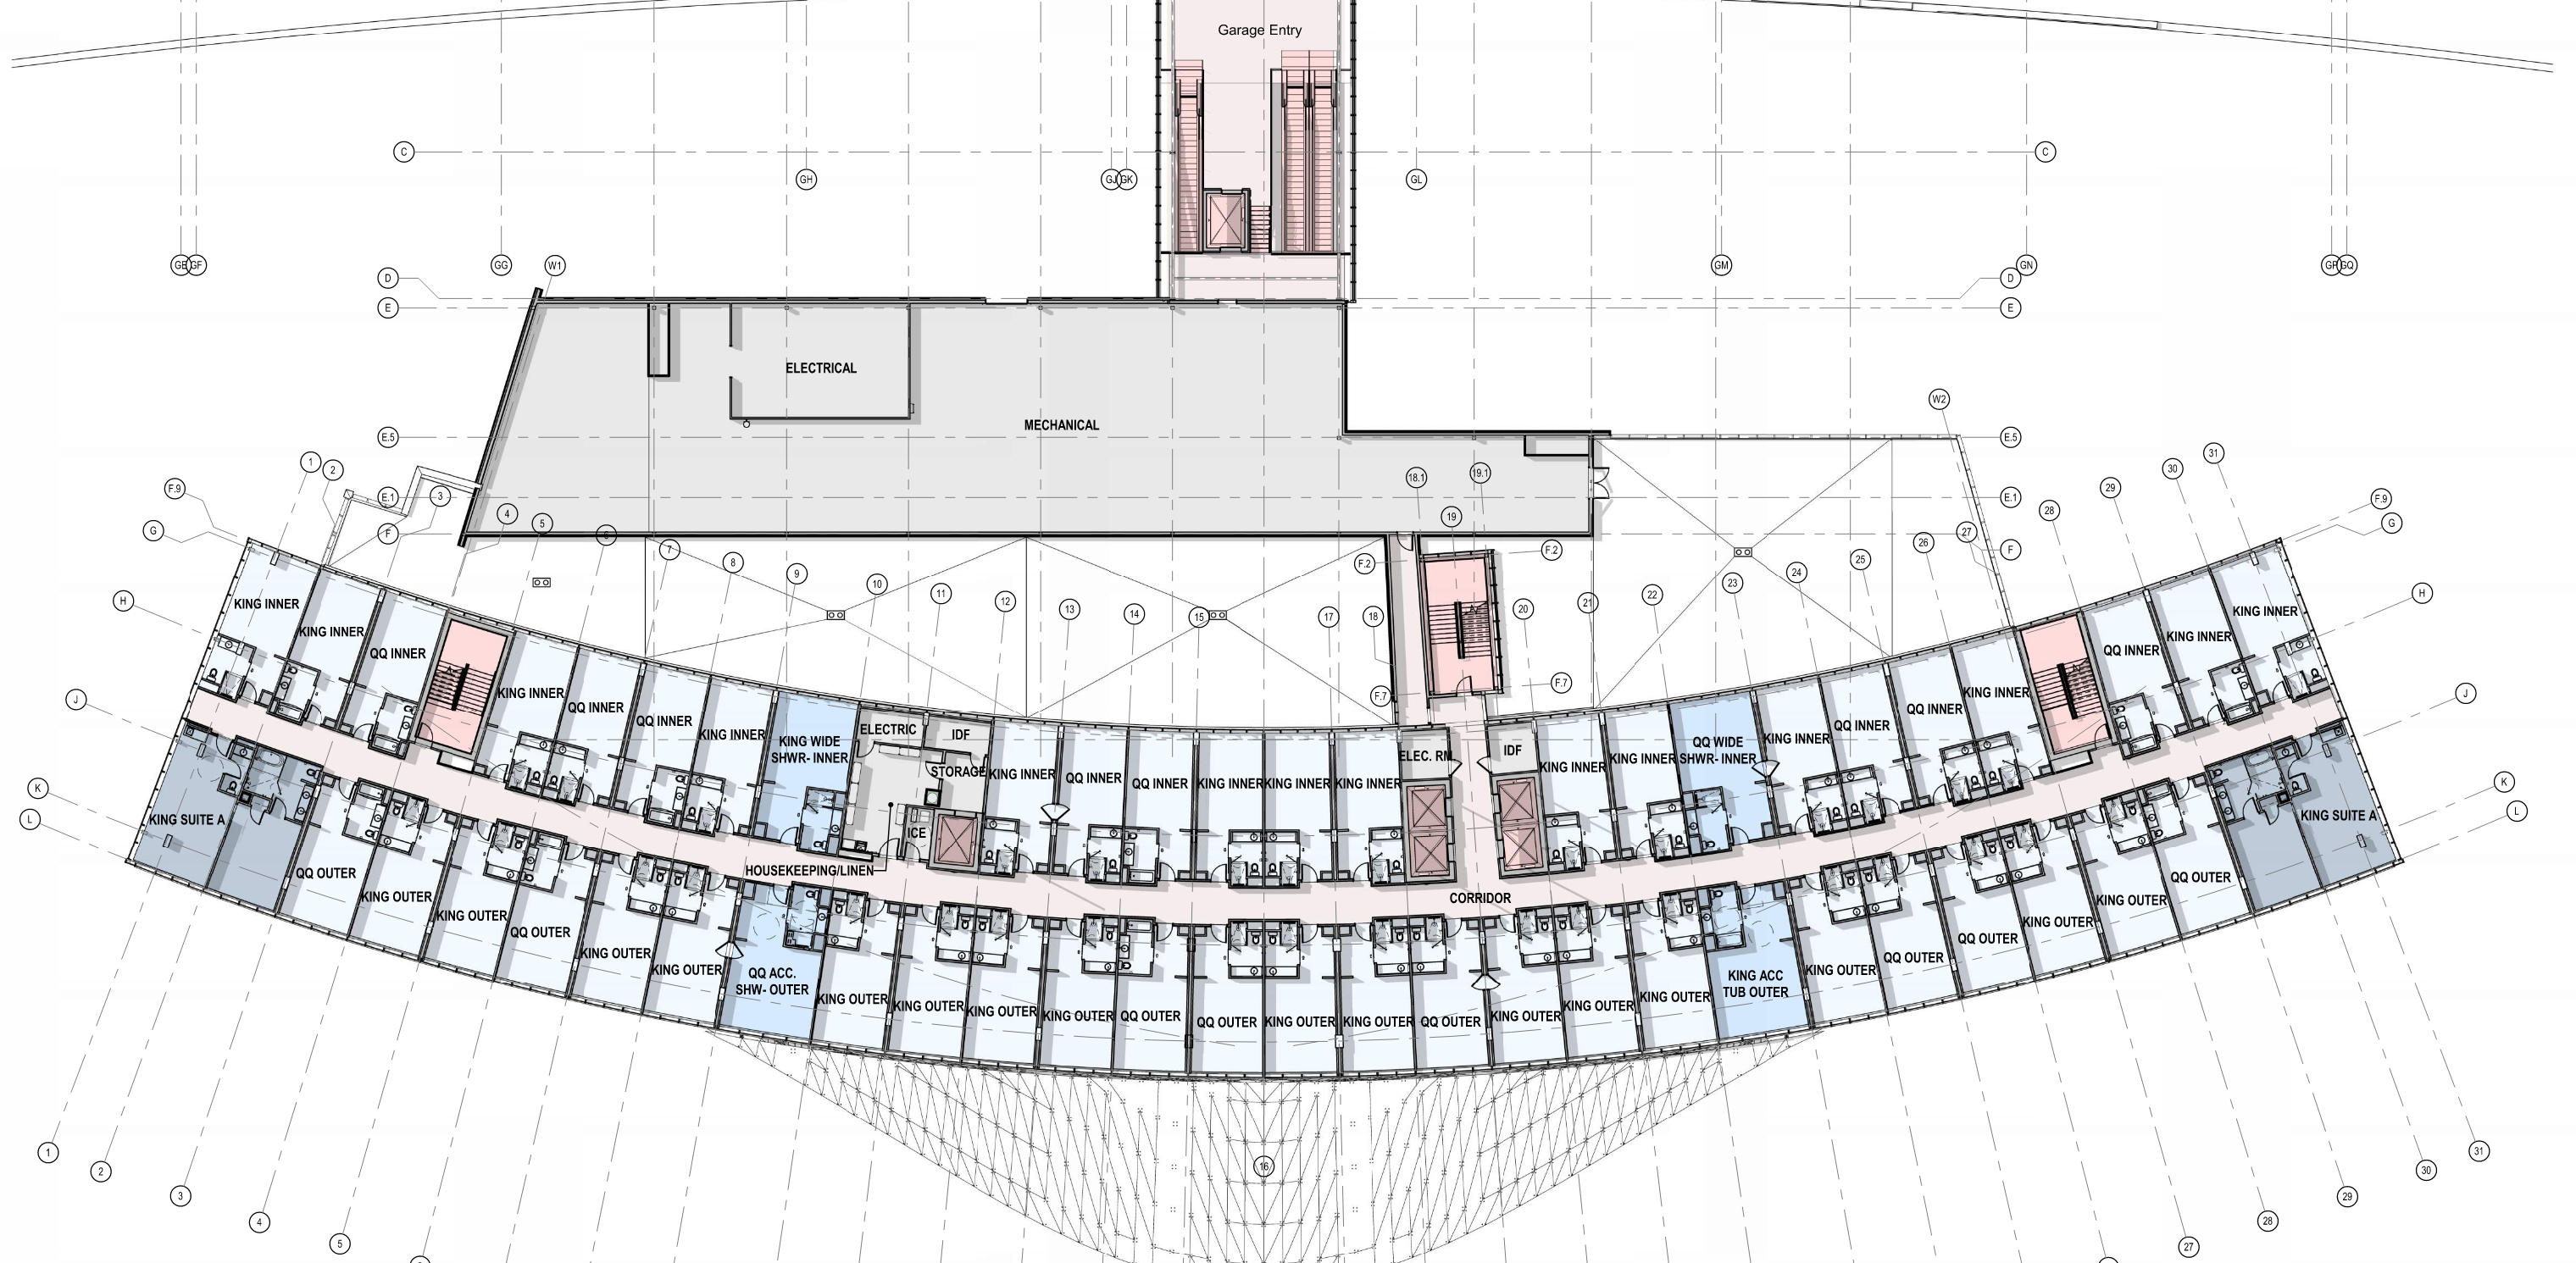 Garage Entry
C
C
GH
GJ
GK
GL
GE
GF
GG
W1
GM
GN
GP
GQ
D
D
E
E
ELECTRICAL
W2
MECHANICAL
E.5
E.5
1
2
18.1
19.1
31
30
F.9
E.1
3
E.1
29
F.9
G
4
5
19
28
G
F
6
27
F
7
F.2
F.2
26
8
25
9
24
H
10
23
H
11
22
12
13
14
15
17
18
20
21
KING INNER
KING INNER
QQ INNER
KING INNER
KING INNER
QQ INNER
J
F.7
F.7
J
KING INNER
QQ INNER
QQ INNER
KING INNER
KING INNER
QQ INNER
QQ INNER
KING INNER
KING WIDE
SHWR- INNER
ELECTRIC
IDF
STORAGE
ICE
KING INNER
QQ INNER
QQ INNER
KING INNER
KING INNER
KING INNER
ELEC. RM
IDF
KING INNER
KING INNER
QQ WIDE
SHWR- INNER
K
K
L
L
KING SUITE A
KING SUITE A
HOUSEKEEPING/LINEN
CORRIDOR
QQ OUTER
KING OUTER
KING OUTER
QQ OUTER
KING OUTER
KING OUTER
QQ ACC.
SHW- OUTER
KING OUTER
KING OUTER
KING OUTER
KING OUTER
QQ OUTER
QQ OUTER
KING OUTER
KING OUTER
QQ OUTER
KING OUTER
KING OUTER
KING OUTER
KING ACC
TUB OUTER
KING OUTER
QQ OUTER
QQ OUTER
KING OUTER
KING OUTER
QQ OUTER
1
2
3
4
5
16
27
28
29
30
31